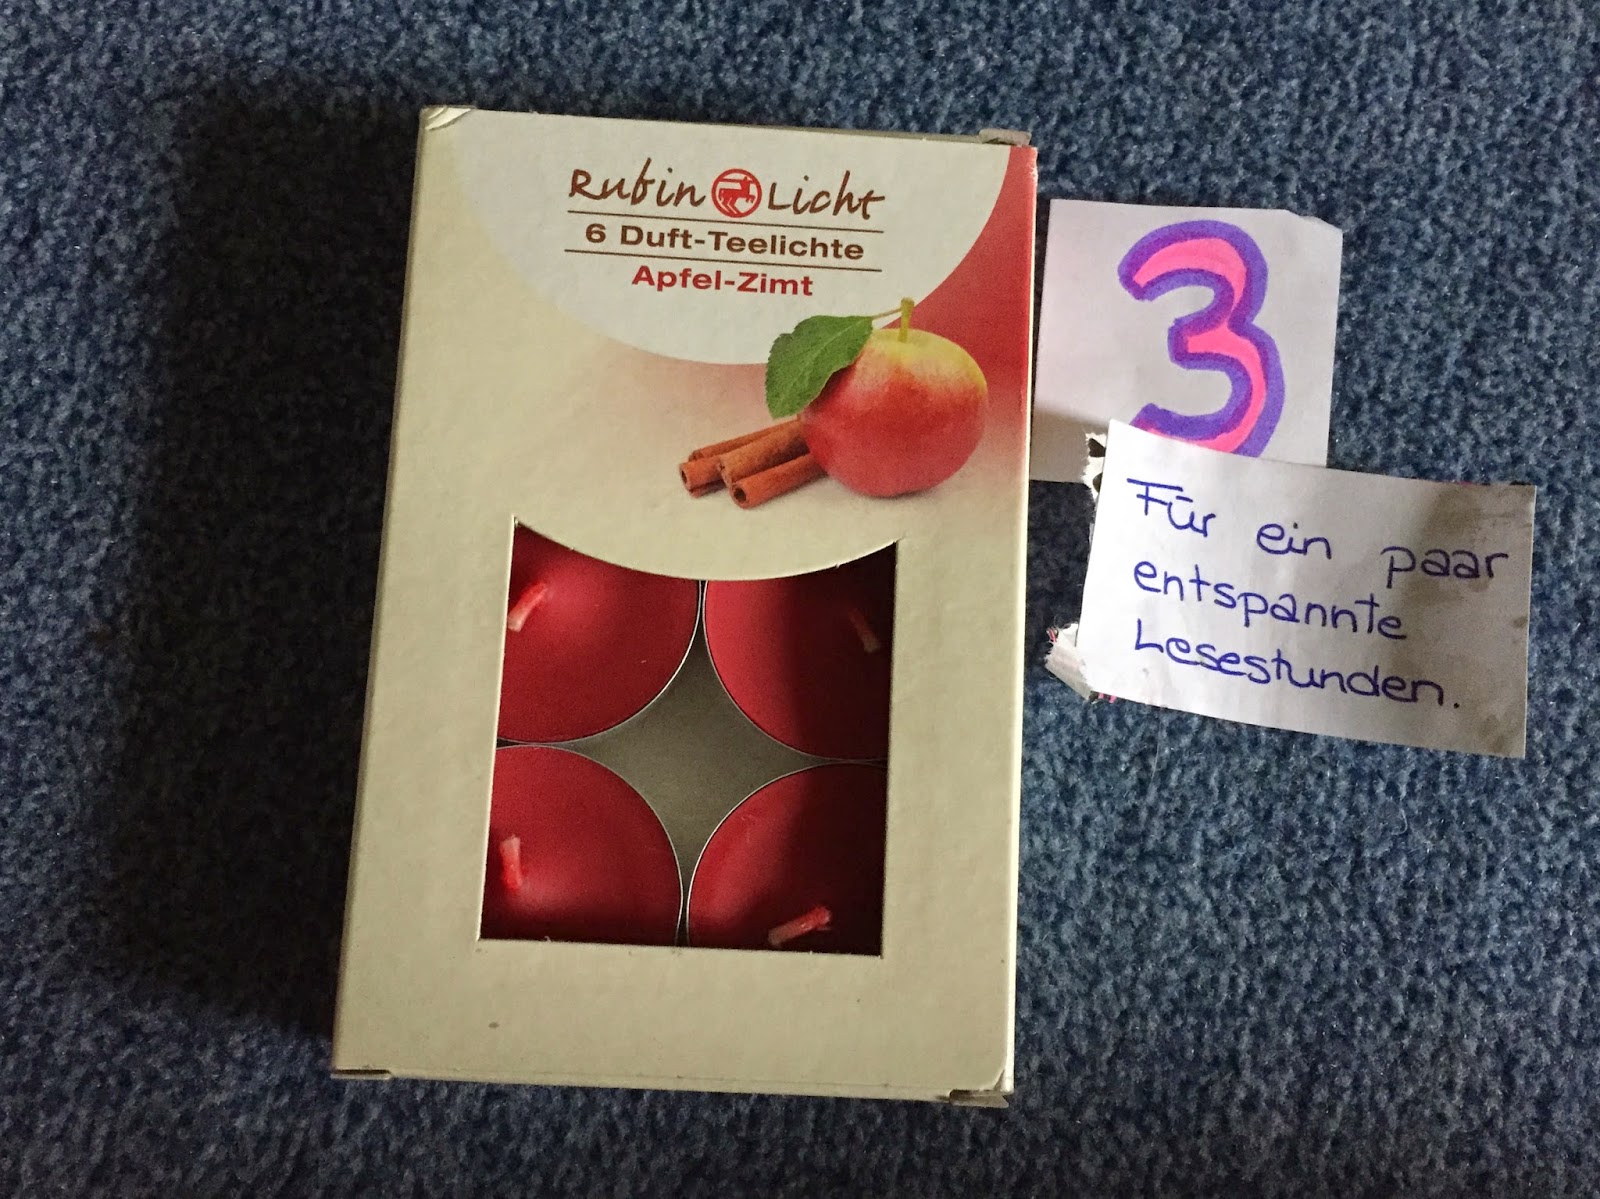 Rubin Licht
6 Duft-Teelichte
Apfel-Zimt
3
Für ein paar
entspannte
Lesestunden.